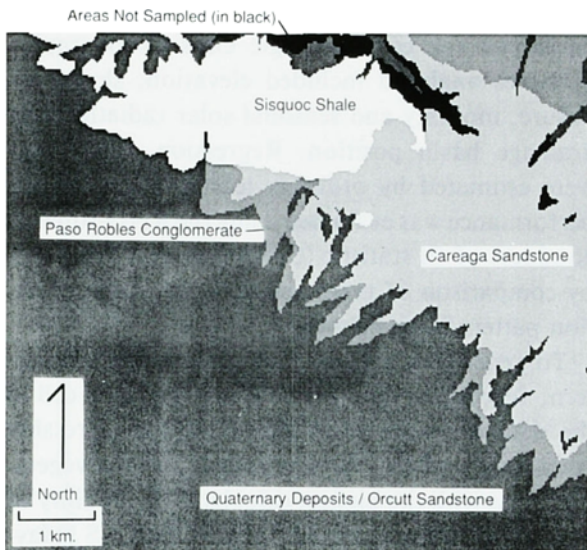 Areas Not Sampled (in black)
Sisquoc Shale
Paso Robles Conglomerate
Careaga Sandstone
North
Quaternary Deposits / Orcutt Sandstone
1 km.